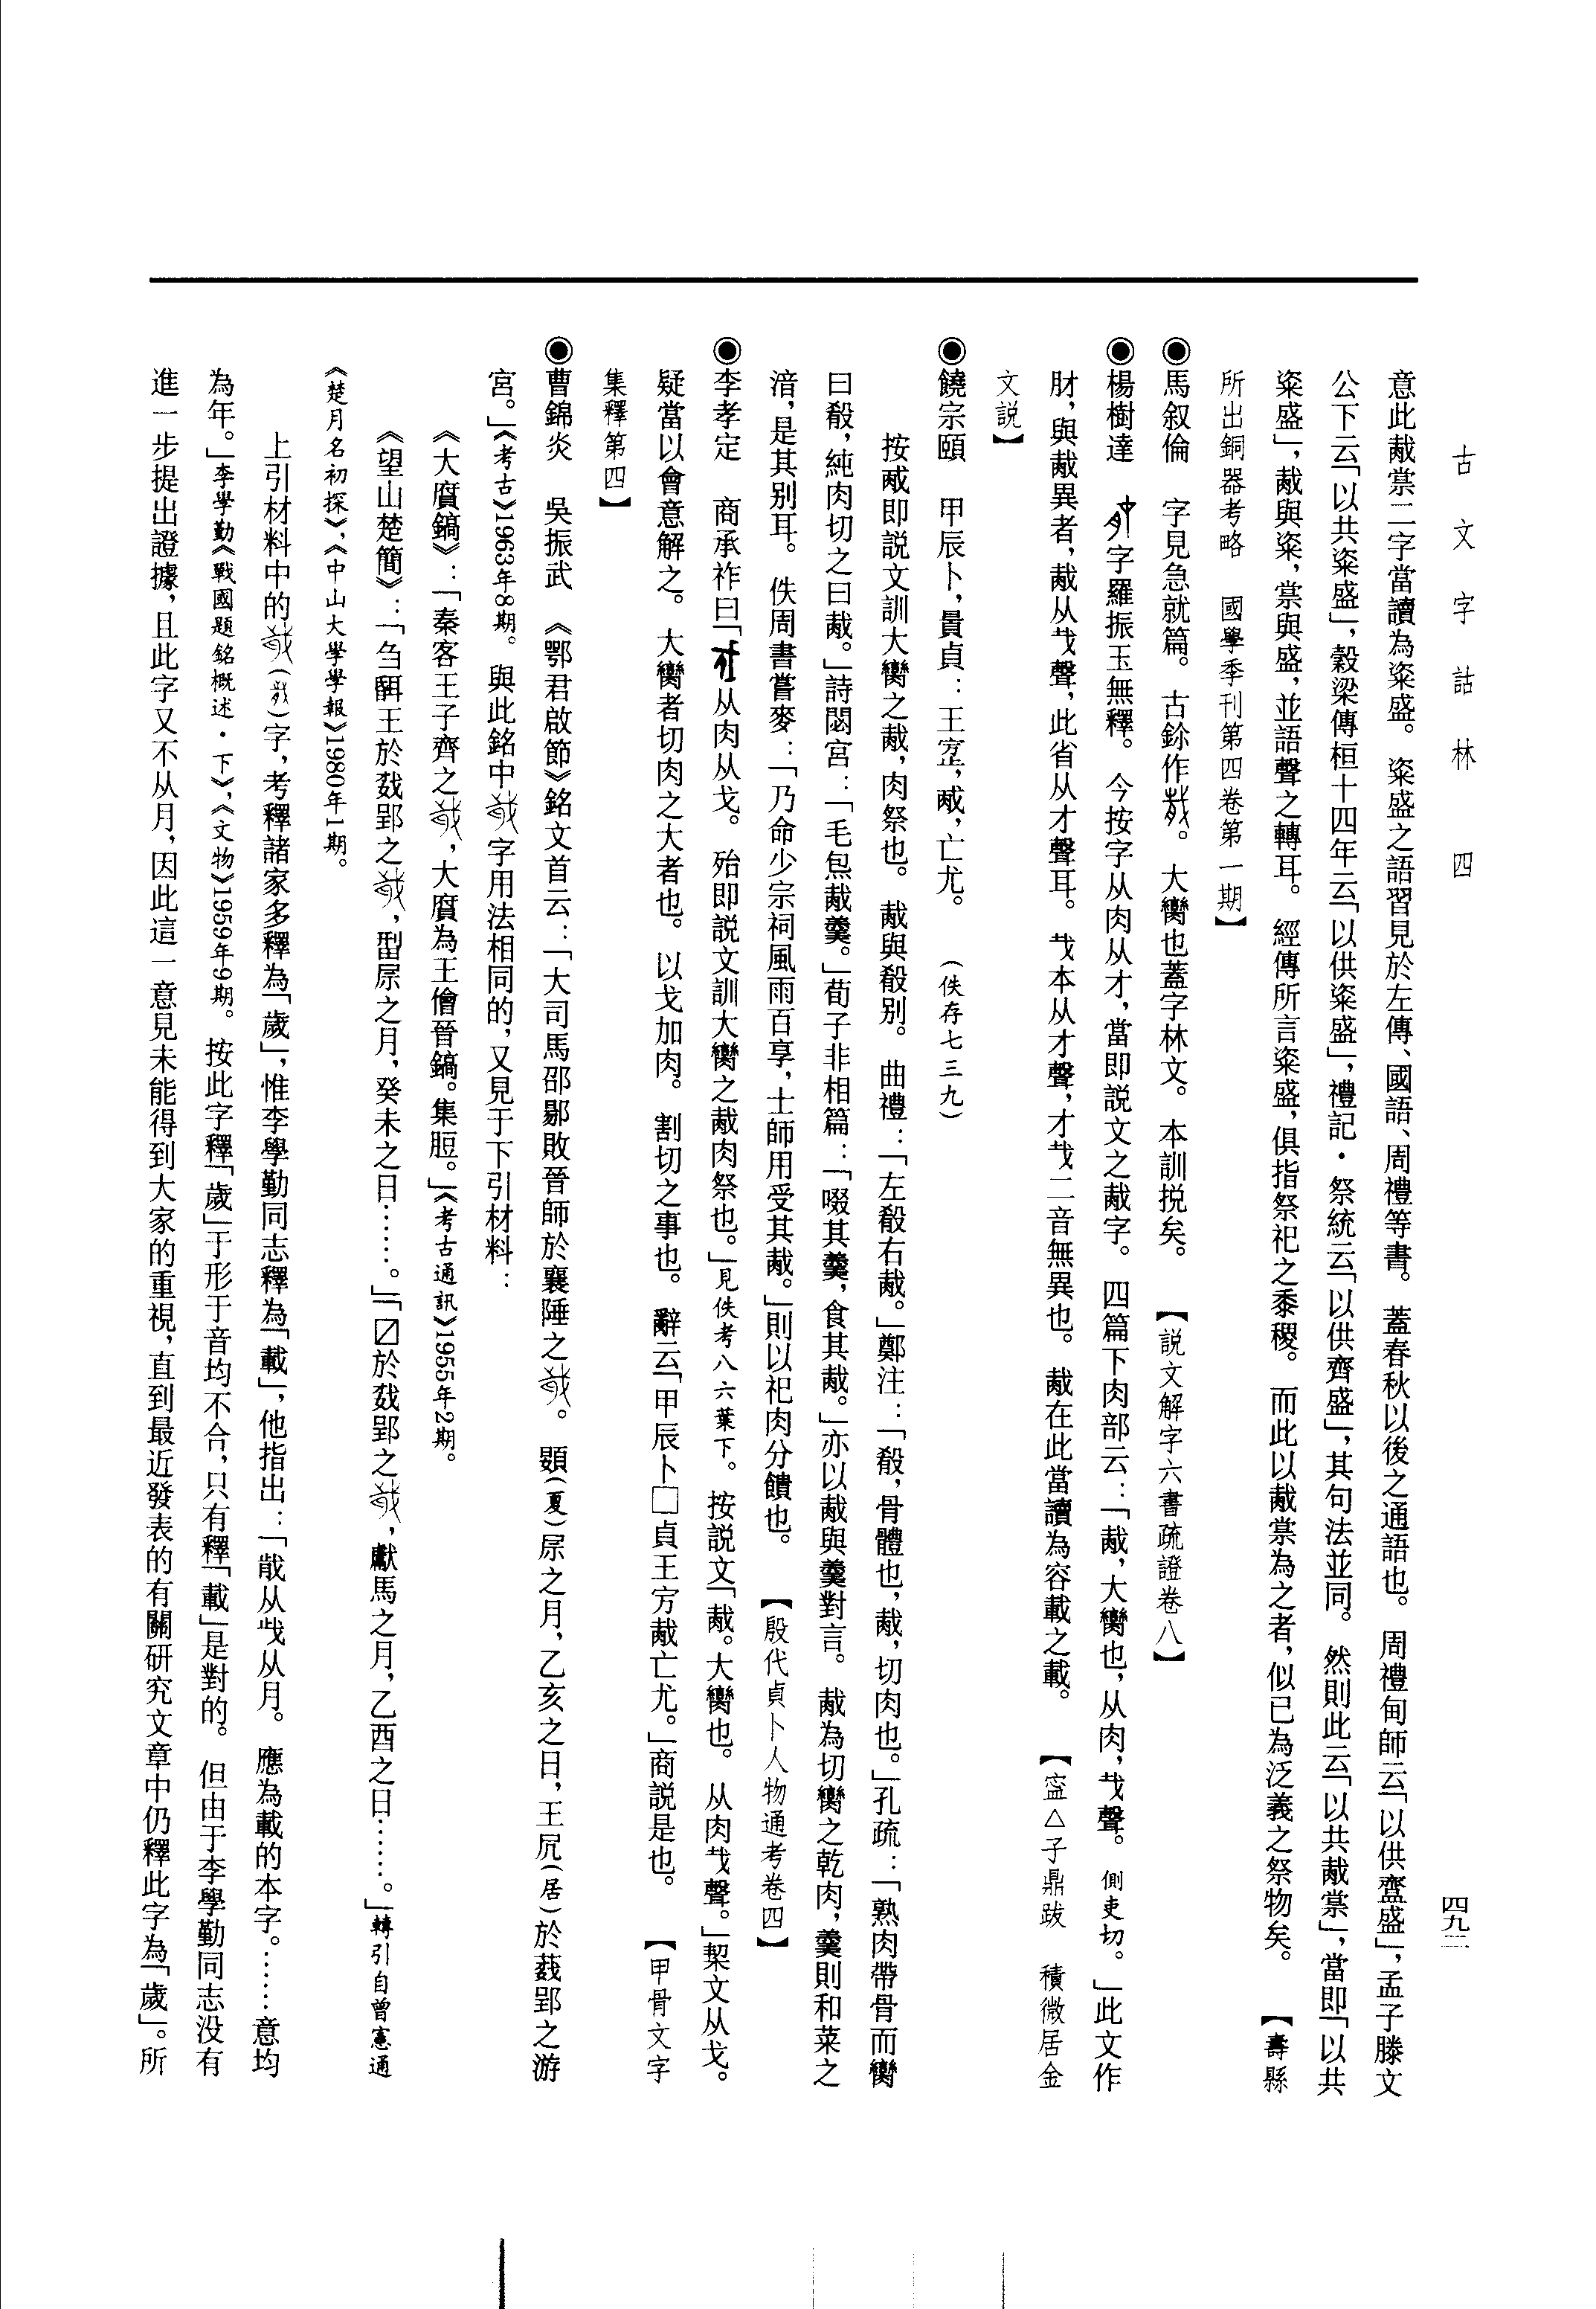 古文字詁林 四
四九二
意此胾祟二字當讀為粢盛。粢盛之語習見於左傳、國語、周禮等書。蓋春秋以後之通語也。周禮甸師云「以供齍盛」，孟子滕文
公下云「以共粢盛」，穀梁傳桓十四年云「以供粢盛」，禮記·祭統云「以供齊盛」，其句法並同。然則此云「以共胾祟」，當即「以共
粢盛」，胾與粢，祟與盛，並語聲之轉耳。經傳所言粢盛，俱指祭祀之黍稷。而此以胾祟為之者，似已為泛義之祭物矣。【壽縣
所出銅器考略 國學季刊第四卷第一期】
◉馬叙倫 字見急就篇。古鉩作。大臠也蓋字林文。本訓挩矣。【說文解字六書疏證卷八】
◉楊樹達 字羅振玉無釋。今按字从肉从才，當即說文之胾字。四篇下肉部云：「胾，大臠也，从肉，𢦏聲。側吏切。」此文作
㞹，與胾異者，胾从𢦏聲，此省从才聲耳。𢦏本从才聲，才𢦏二音無異也。胾在此當讀為容載之載。【寍△子鼎跋 積微居金
文說】
◉饒宗頤 甲辰卜，㫷貞：王室，胾，亡尤。（佚存七三九）
按胾即說文訓大臠之胾，肉祭也。胾與殽別。曲禮：「左殽右胾。」鄭注：「殽，骨體也，胾，切肉也。」孔疏：「熟肉帶骨而臠
曰殽，純肉切之曰胾。」詩閟宮：「毛炰胾羹。」荀子非相篇：「啜其羹，食其胾。」亦以胾與羹對言。胾為切臠之乾肉，羹則和菜之
湇，是其別耳。佚周書嘗麥：「乃命少宗祠風雨百享，士師用受其胾。」則以祀肉分饋也。【殷代貞卜人物通考卷四】
◉李孝定 商承祚曰「从肉从戈。殆即說文訓大臠之胾肉祭也。」見佚考八六葉下。按說文「胾。大臠也。从肉𢦏聲。」栔文从戈。
疑當以會意解之。大臠者切肉之大者也。以戈加肉。割切之事也。辭云「甲辰卜□貞王方胾亡尤。」商說是也。【甲骨文字
集釋第四】
◉曹錦炎 吳振武 《鄂君啟節》銘文首云：「大司馬邵鄎敗晉師於襄陲之。顕（夏）㞕之月，乙亥之日，王凥（居）於茂郢之游
宮。」《考古》1963年8期。與此銘中字用法相同的，又見于下引材料：
《大䧹鎬》：「秦客王子齊之，大䧹為王僧晉鎬。集脰。」《考古通訊》1955年2期。
《望山楚簡》：「芻王於郢之，㓝㞕之月，癸未之日……。」「〼於郢之，獻馬之月，乙酉之日……。」轉引自曾憲通
《楚月名初探》，《中山大學學報》1980年1期。
上引材料中的（）字，考釋諸家多釋為「歲」，惟李學勤同志釋為「載」，他指出：「戠从𢦏从月。應為載的本字。……意均
為年。」李學勤《戰國題銘概述·下》，《文物》1959年9期。按此字釋「歲」于形于音均不合，只有釋「載」是對的。但由于李學勤同志没有
進一步提出證據，且此字又不从月，因此這一意見未能得到大家的重視，直到最近發表的有關研究文章中仍釋此字為「歲」。所